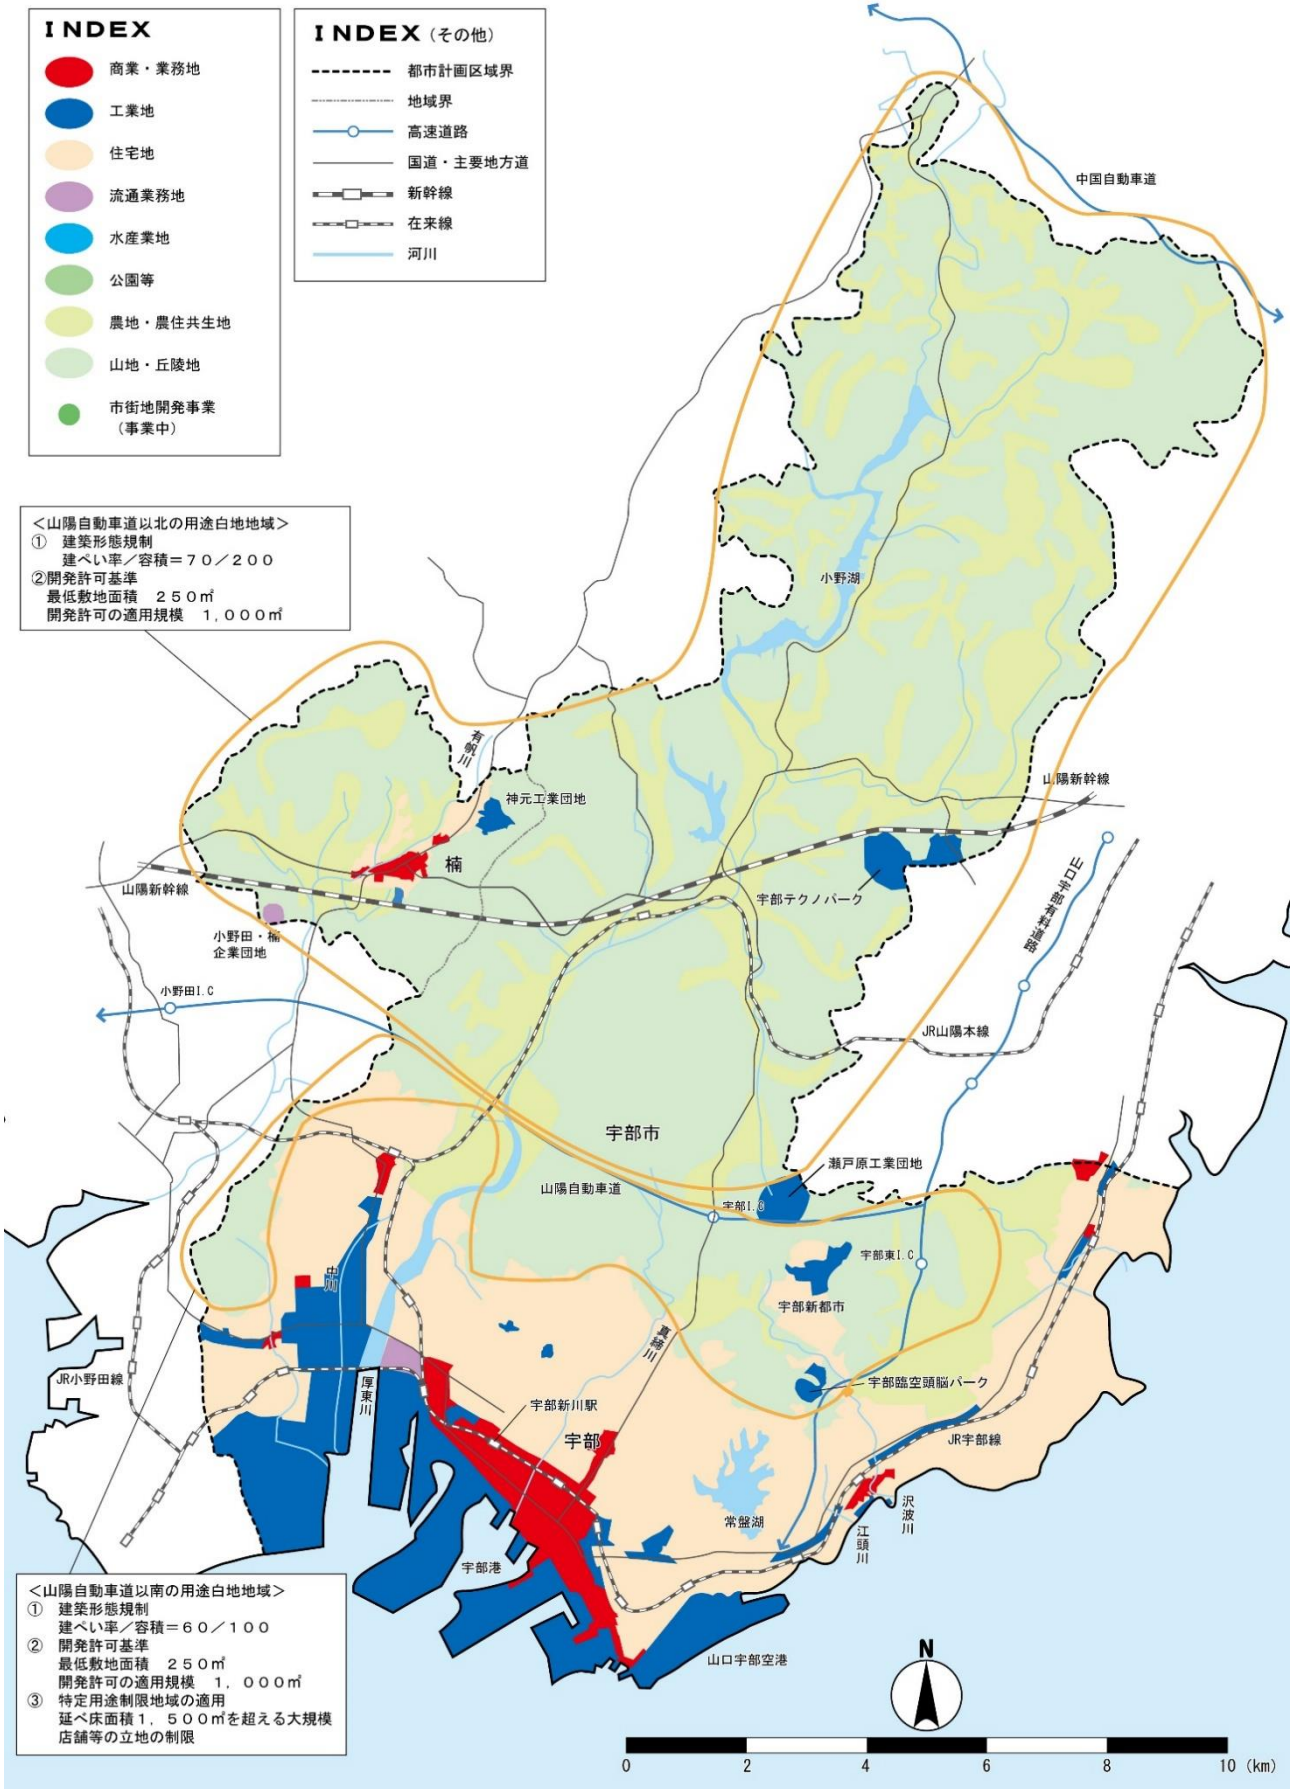 INDEX
商業・業務地
工業地
住宅地
流通業務地
水産業地
公園等
農地・農住共生地
山地・丘陵地
市街地開発事業
（事業中）
INDEX（その他）
都市計画区域界
地域界
高速道路
国道・主要地方道
新幹線
在来線
河川
中国自動車道
＜山陽自動車道以北の用途白地地域＞
①　建築形態規制
建ぺい率／容積＝７０／２００
②開発許可基準
最低敷地面積　２５０㎡
開発許可の適用規模　１,０００㎡
小野湖
有帆川
山陽新幹線
神元工業団地
楠
山陽新幹線
宇部テクノパーク
山口宇部有料道路
小野田・楠
企業団地
小野田I.C
JR山陽本線
宇部市
瀬戸原工業団地
山陽自動車道
宇部I.C
宇部東I.C
中川
宇部新都市
真締川
JR小野田線
厚東川
宇部臨空頭脳パーク
宇部新川駅
宇部
JR宇部線
常盤湖
沢波川
江頭川
宇部港
＜山陽自動車道以南の用途白地地域＞
①　建築形態規制
建ぺい率／容積＝６０／１００
②　開発許可基準
最低敷地面積　２５０㎡
開発許可の適用規模　１，０００㎡
③　特定用途制限地域の適用
延べ床面積１，５００㎡を超える大規模
店舗等の立地の制限
山口宇部空港
N
0 2 4 6 8 10（km）